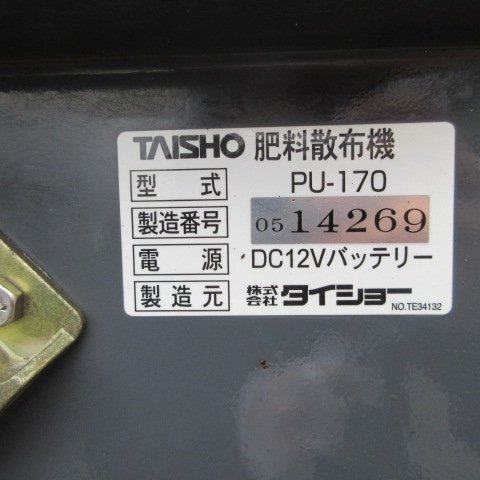 TAISHO 肥料散布機
型式 PU-170
製造番号 0514269
電源 DC12Vバッテリー
製造元 株式会社タイショー
NO.TE34132